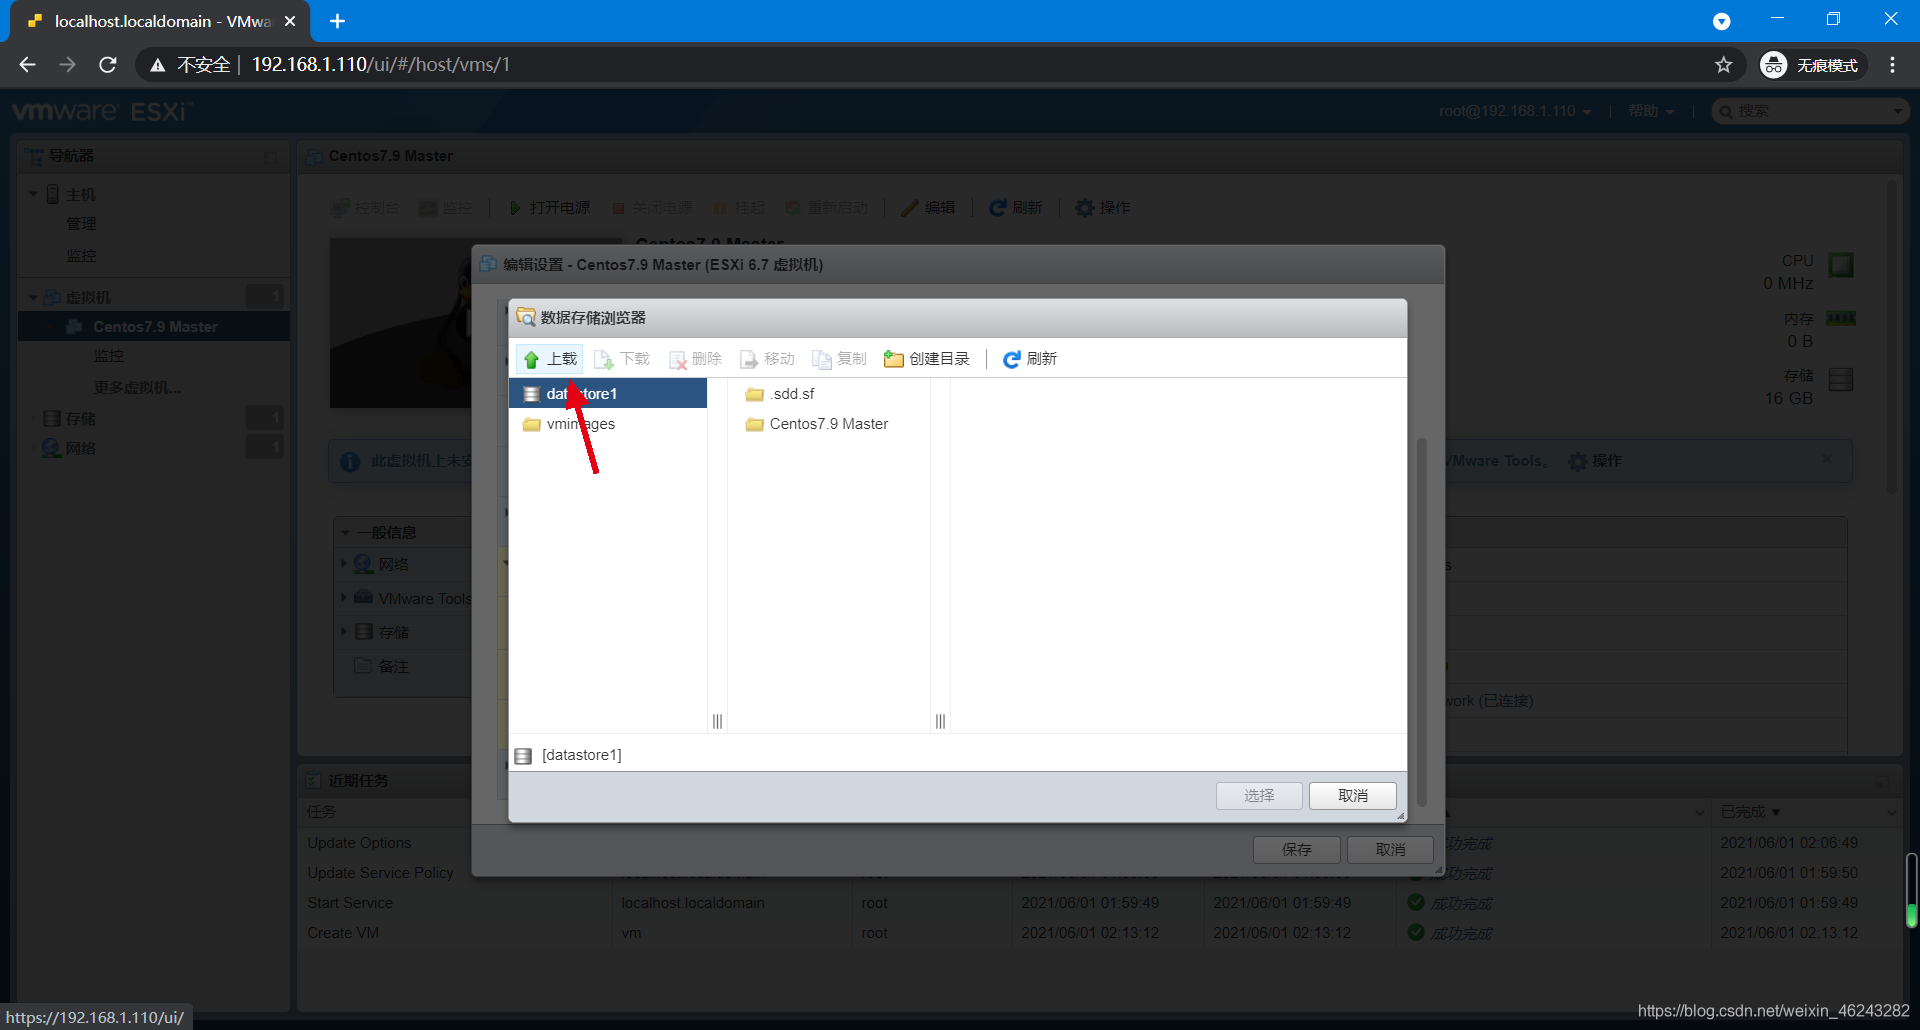 localhost.localdomain - VMwa
不安全 | 192.168.1.110/ui/#/host/vms/1
无痕模式
vmware ESXi™
root@192.168.1.110
帮助
搜索
导航器
主机
管理
监控
虚拟机
1
Centos7.9 Master
监控
更多虚拟机...
存储
1
网络
1
Centos7.9 Master
控制台
监控
打开电源
关闭电源
挂起
重新启动
编辑
刷新
操作
Centos7.9 Master
CPU
0 MHz
内存
0 B
存储
16 GB
此虚拟机上未安
VMware Tools。
操作
一般信息
网络
VMware Tools
存储
备注
work (已连接)
编辑设置 - Centos7.9 Master (ESXi 6.7 虚拟机)
数据存储浏览器
上载
下载
删除
移动
复制
创建目录
刷新
datastore1
vmimages
.sdd.sf
Centos7.9 Master
[datastore1]
选择
取消
保存
取消
近期任务
任务
已完成 ▼
Update Options
成功完成
2021/06/01 02:06:49
Update Service Policy
成功完成
2021/06/01 01:59:50
Start Service
localhost.localdomain
root
2021/06/01 01:59:49
2021/06/01 01:59:49
成功完成
2021/06/01 01:59:49
Create VM
vm
root
2021/06/01 02:13:12
2021/06/01 02:13:12
成功完成
2021/06/01 02:13:12
https://192.168.1.110/ui/
https://blog.csdn.net/weixin_46243282